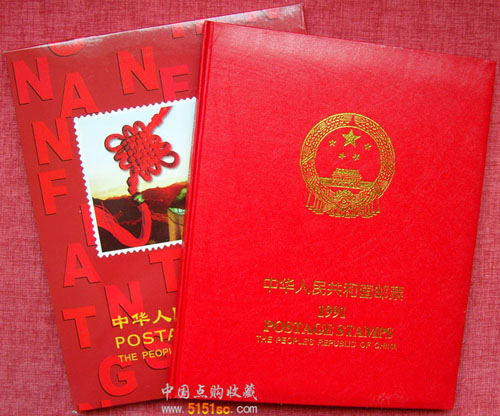 中华人
POSTA
THE PEOPL
中华人民共和国邮票
1991
POSTAGE STAMPS
THE PEOPLE'S REPUBLIC OF CHINA
中国点购收藏
www.5151sc.com